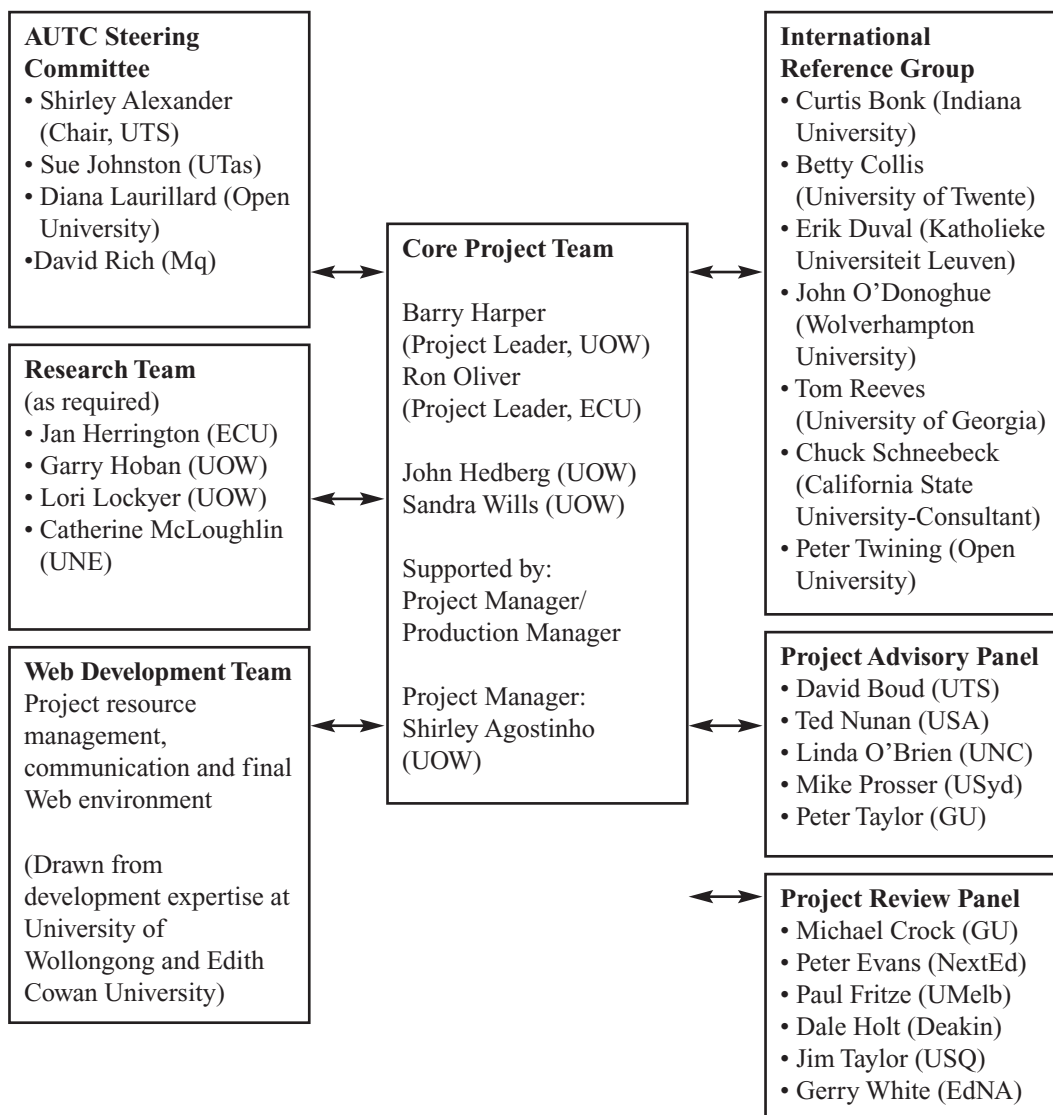 AUTC Steering
Committee
• Shirley Alexander
(Chair, UTS)
• Sue Johnston (UTas)
• Diana Laurillard (Open
University)
•David Rich (Mq)
Research Team
(as required)
• Jan Herrington (ECU)
• Garry Hoban (UOW)
• Lori Lockyer (UOW)
• Catherine McLoughlin
(UNE)
Web Development Team
Project resource
management,
communication and final
Web environment
(Drawn from
development expertise at
University of
Wollongong and Edith
Cowan University)
Core Project Team
Barry Harper
(Project Leader, UOW)
Ron Oliver
(Project Leader, ECU)
John Hedberg (UOW)
Sandra Wills (UOW)
Supported by:
Project Manager/
Production Manager
Project Manager:
Shirley Agostinho
(UOW)
International
Reference Group
• Curtis Bonk (Indiana
University)
• Betty Collis
(University of Twente)
• Erik Duval (Katholieke
Universiteit Leuven)
• John O’Donoghue
(Wolverhampton
University)
• Tom Reeves
(University of Georgia)
• Chuck Schneebeck
(California State
University-Consultant)
• Peter Twining (Open
University)
Project Advisory Panel
• David Boud (UTS)
• Ted Nunan (USA)
• Linda O’Brien (UNC)
• Mike Prosser (USyd)
• Peter Taylor (GU)
Project Review Panel
• Michael Crock (GU)
• Peter Evans (NextEd)
• Paul Fritze (UMelb)
• Dale Holt (Deakin)
• Jim Taylor (USQ)
• Gerry White (EdNA)